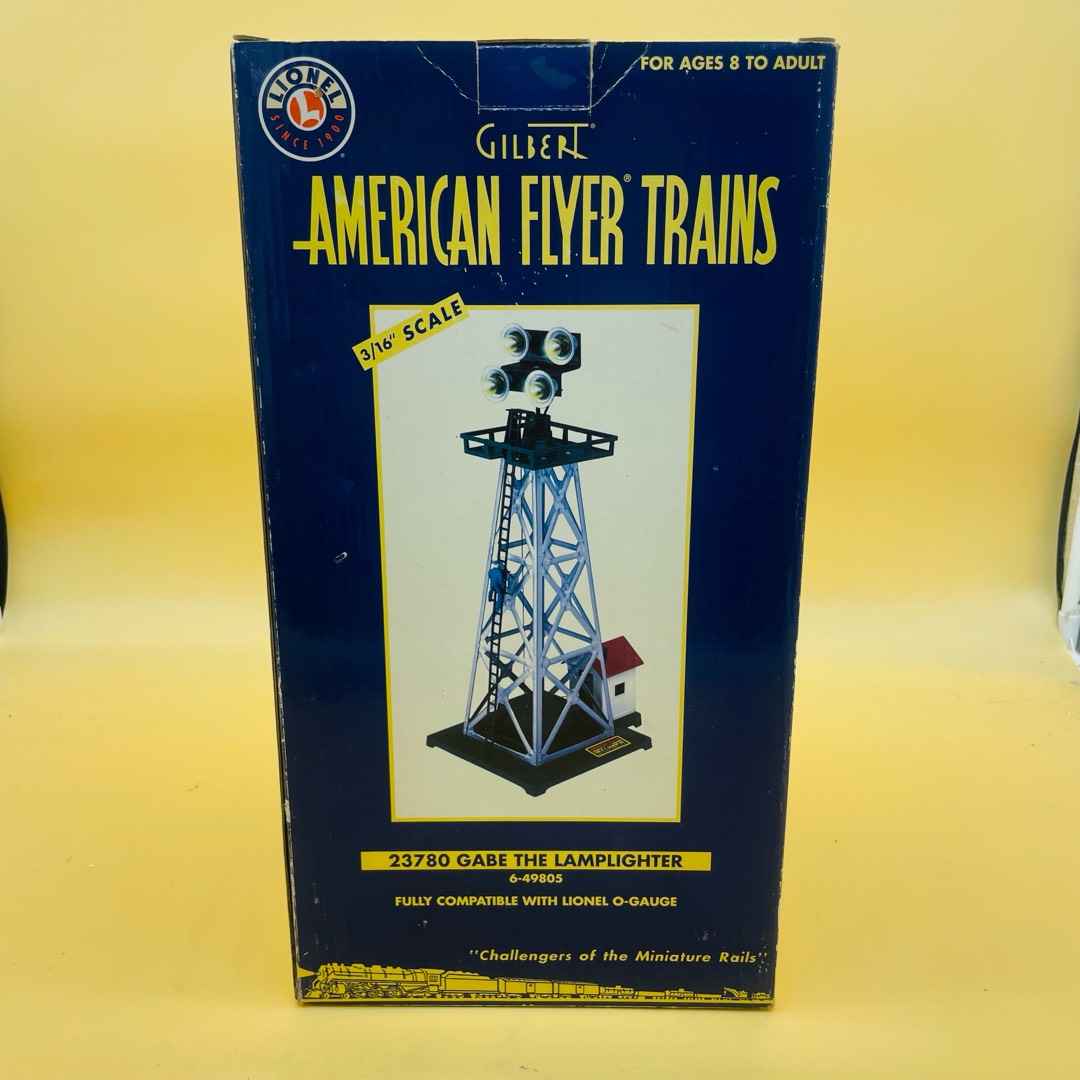 LIONEL
L
SINCE 1900
FOR AGES 8 TO ADULT
GILBERT®
AMERICAN FLYER® TRAINS
3/16" SCALE
23780 GABE THE LAMPLIGHTER
6-49805
FULLY COMPATIBLE WITH LIONEL O-GAUGE
"Challengers of the Miniature Rails"